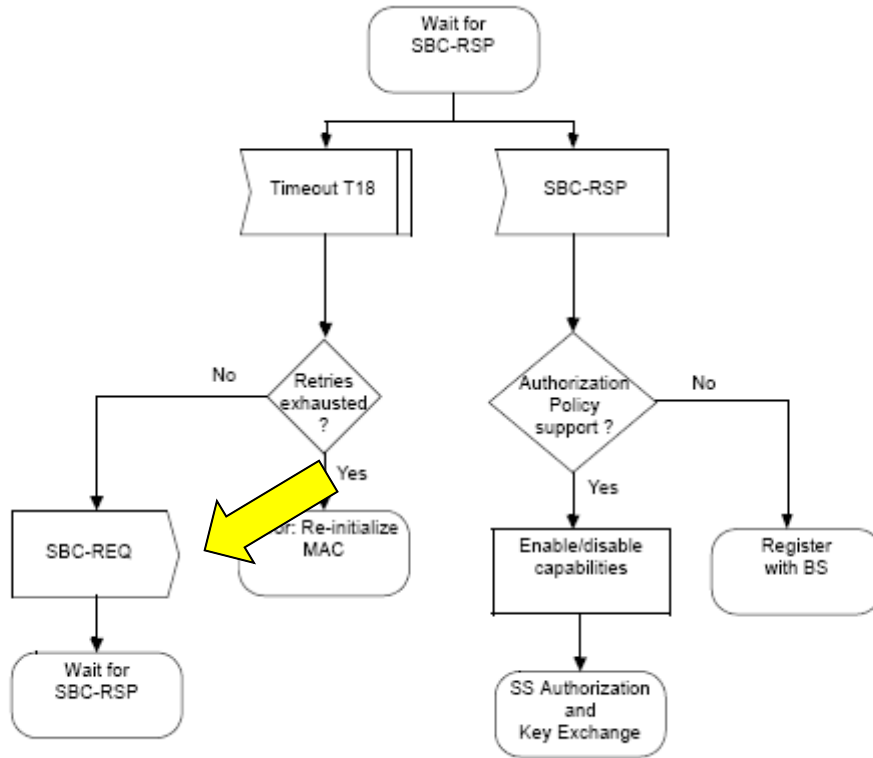 Wait for
SBC-RSP
Timeout T18
SBC-RSP
No
Retries
exhausted
?
Authorization
Policy
support ?
No
Yes
Yes
SBC-REQ
or: Re-initialize
MAC
Enable/disable
capabilities
Register
with BS
Wait for
SBC-RSP
SS Authorization
and
Key Exchange